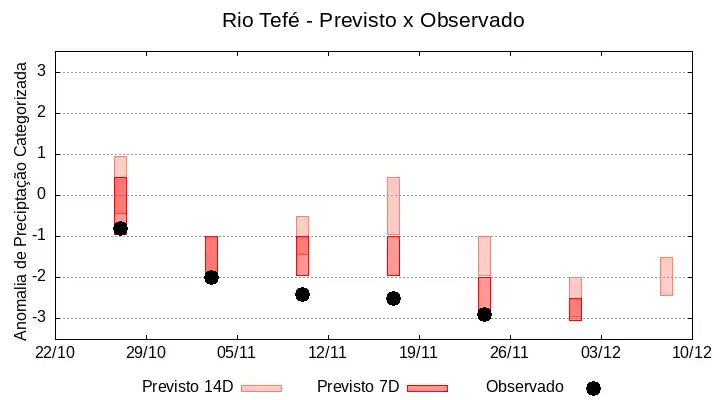 Rio Tefé - Previsto x Observado
Anomalia de Preciptação Categorizada
3
2
1
0
-1
-2
-3
22/10 29/10 05/11 12/11 19/11 26/11 03/12 10/12
Previsto 14D Previsto 7D Observado